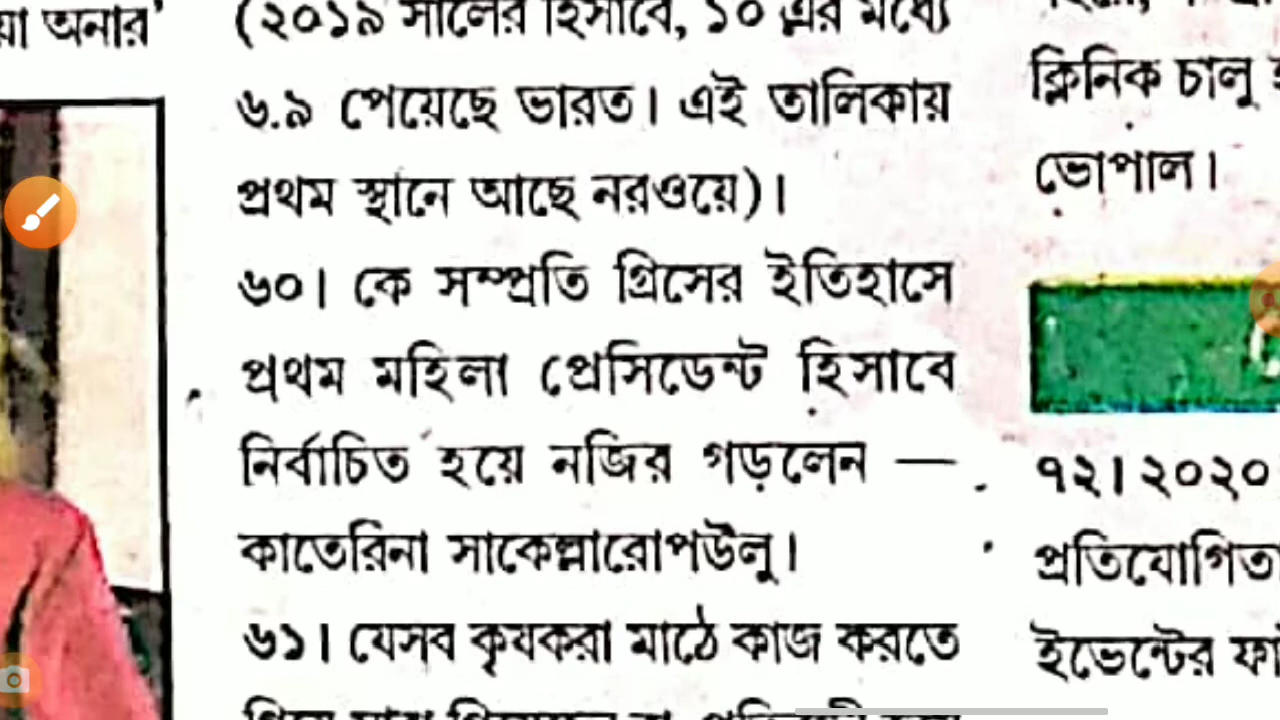 য়া অনার'
(২০১৯ সালের হিসাবে, ১০ এর মধ্যে
৬.৯ পেয়েছে ভারত। এই তালিকায়
প্রথম স্থানে আছে নরওয়ে)।
৬০। কে সম্প্রতি গ্রিসের ইতিহাসে
প্রথম মহিলা প্রেসিডেন্ট হিসাবে
নির্বাচিত হয়ে নজির গড়লেন —
কাতেরিনা সাকেল্লারোপউলু।
৬১। যেসব কৃষকরা মাঠে কাজ করতে
ক্লিনিক চালু
ভোপাল।
৭২। ২০২০
প্রতিযোগিতা
ইভেন্টের